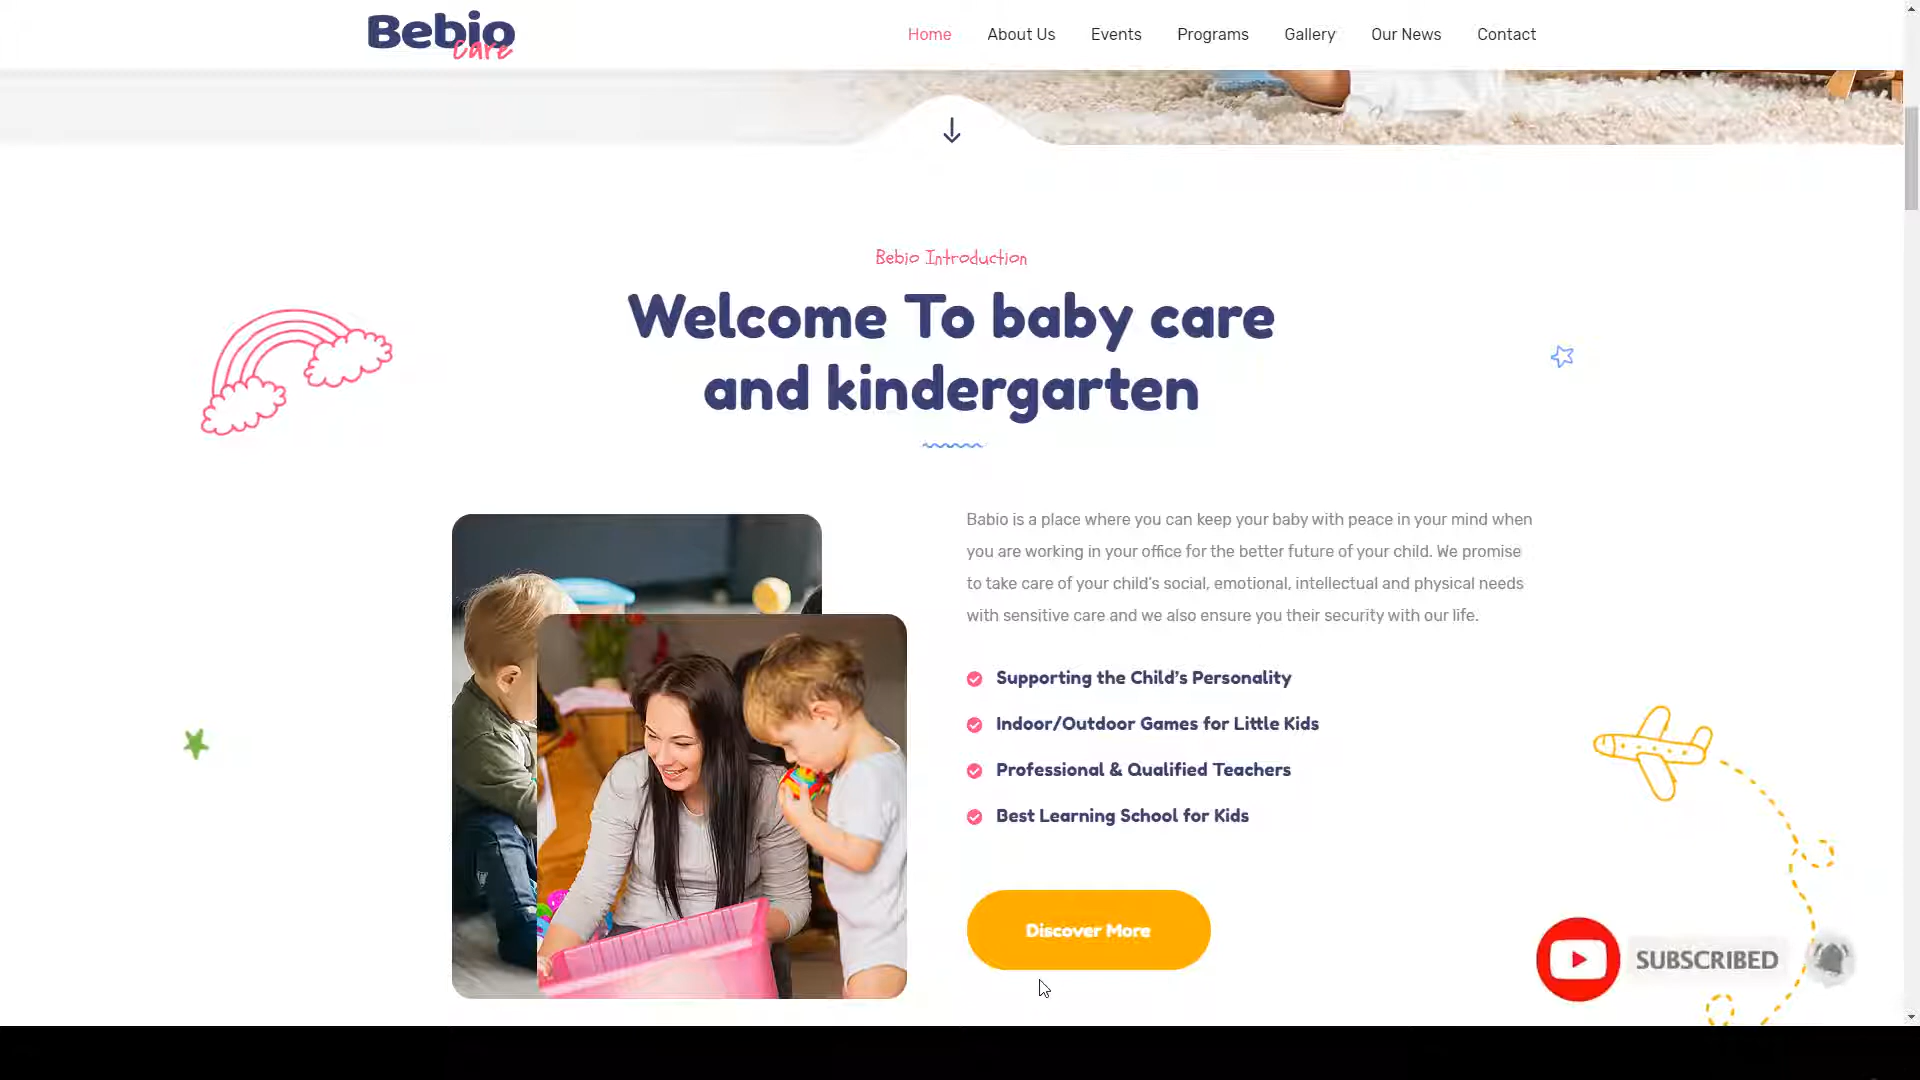 Bebio
care
Home About Us Events Programs Gallery Our News Contact
Bebio Introduction
Welcome To baby care
and kindergarten
Babio is a place where you can keep your baby with peace in your mind when
you are working in your office for the better future of your child. We promise
to take care of your child's social, emotional, intellectual and physical needs
with sensitive care and we also ensure you their security with our life.
Supporting the Child's Personality
Indoor/Outdoor Games for Little Kids
Professional & Qualified Teachers
Best Learning School for Kids
Discover More
SUBSCRIBED